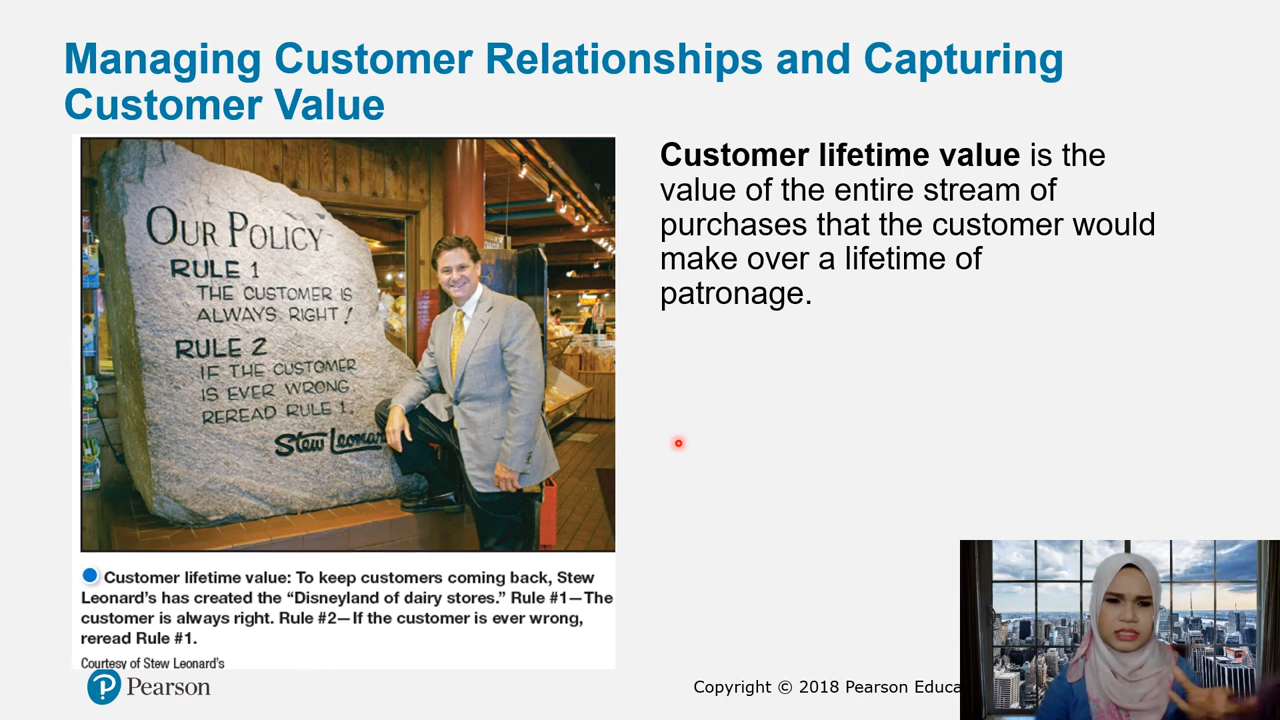 Managing Customer Relationships and Capturing
Customer Value
OUR POLICY
RULE 1
THE CUSTOMER IS
ALWAYS RIGHT!
RULE 2
IF THE CUSTOMER
IS EVER WRONG,
REREAD RULE 1.
Stew Leonard
Customer lifetime value is the
value of the entire stream of
purchases that the customer would
make over a lifetime of
patronage.
Customer lifetime value: To keep customers coming back, Stew
Leonard's has created the “Disneyland of dairy stores.” Rule #1—The
customer is always right. Rule #2—If the customer is ever wrong,
reread Rule #1.
Courtesy of Stew Leonard's
P Pearson
Copyright © 2018 Pearson